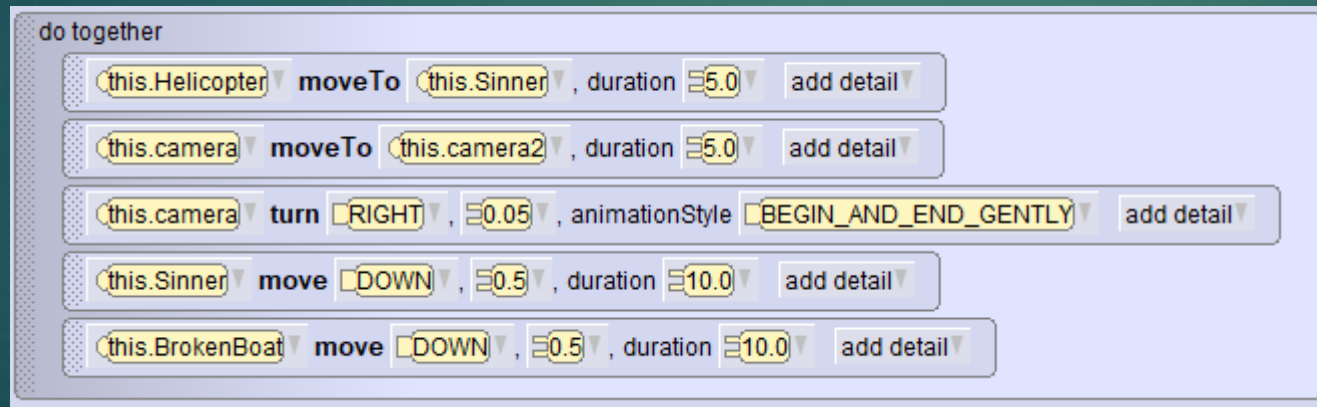 do together
this.Helicopter moveTo this.Sinner , duration 5.0 add detail
this.camera moveTo this.camera2 , duration 5.0 add detail
this.camera turn RIGHT , 0.05 , animationStyle BEGIN_AND_END_GENTLY add detail
this.Sinner move DOWN , 0.5 , duration 10.0 add detail
this.BrokenBoat move DOWN , 0.5 , duration 10.0 add detail